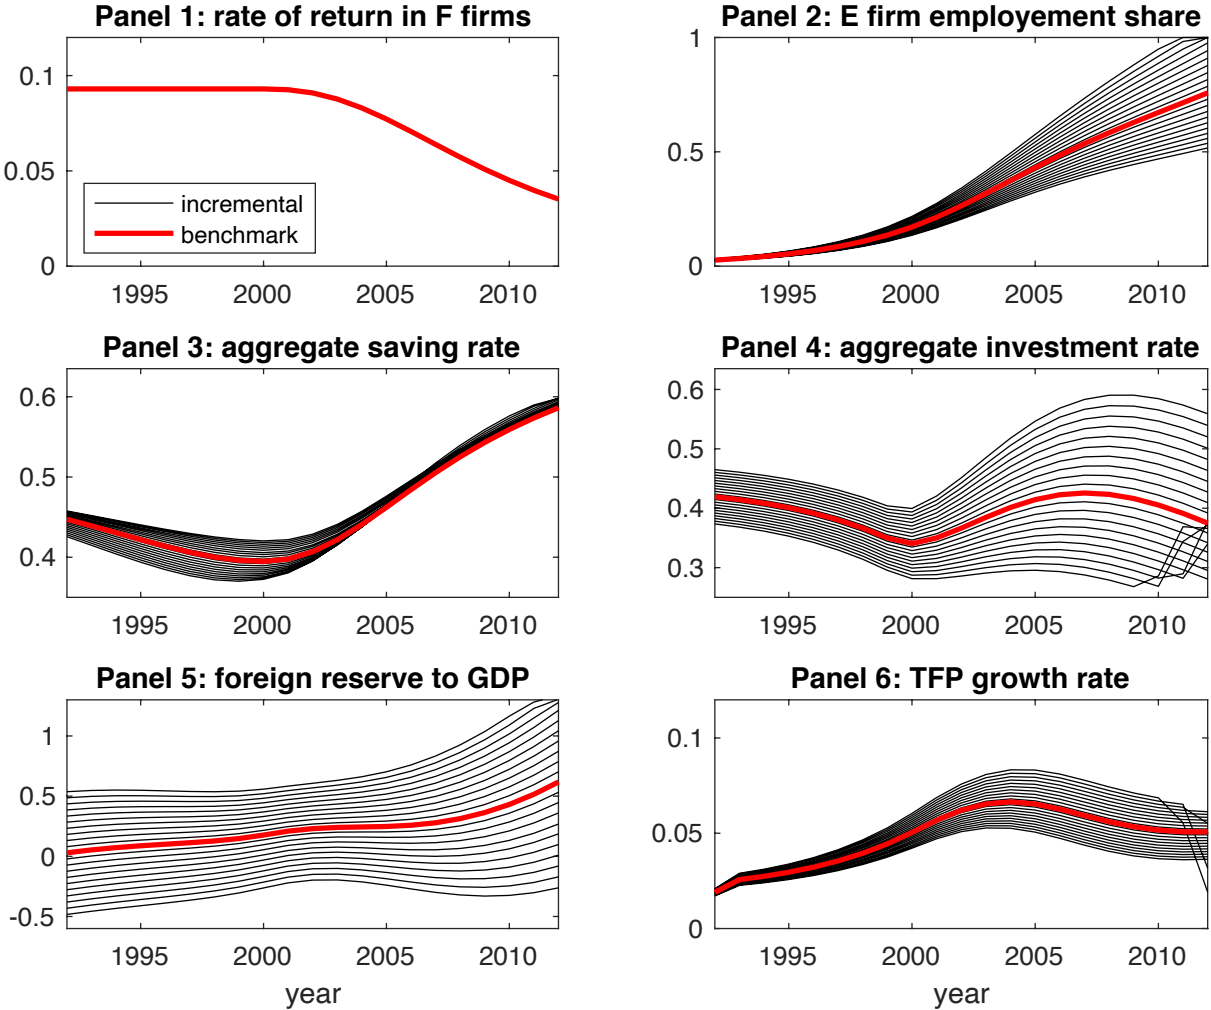 Panel 1: rate of return in F firms
0.1
0.05
0
incremental
benchmark
1995 2000 2005 2010
Panel 2: E firm employement share
1
0.5
0
1995 2000 2005 2010
Panel 3: aggregate saving rate
0.6
0.5
0.4
1995 2000 2005 2010
Panel 4: aggregate investment rate
0.6
0.5
0.4
0.3
1995 2000 2005 2010
Panel 5: foreign reserve to GDP
1
0.5
0
-0.5
1995 2000 2005 2010
year
Panel 6: TFP growth rate
0.1
0.05
0
1995 2000 2005 2010
year